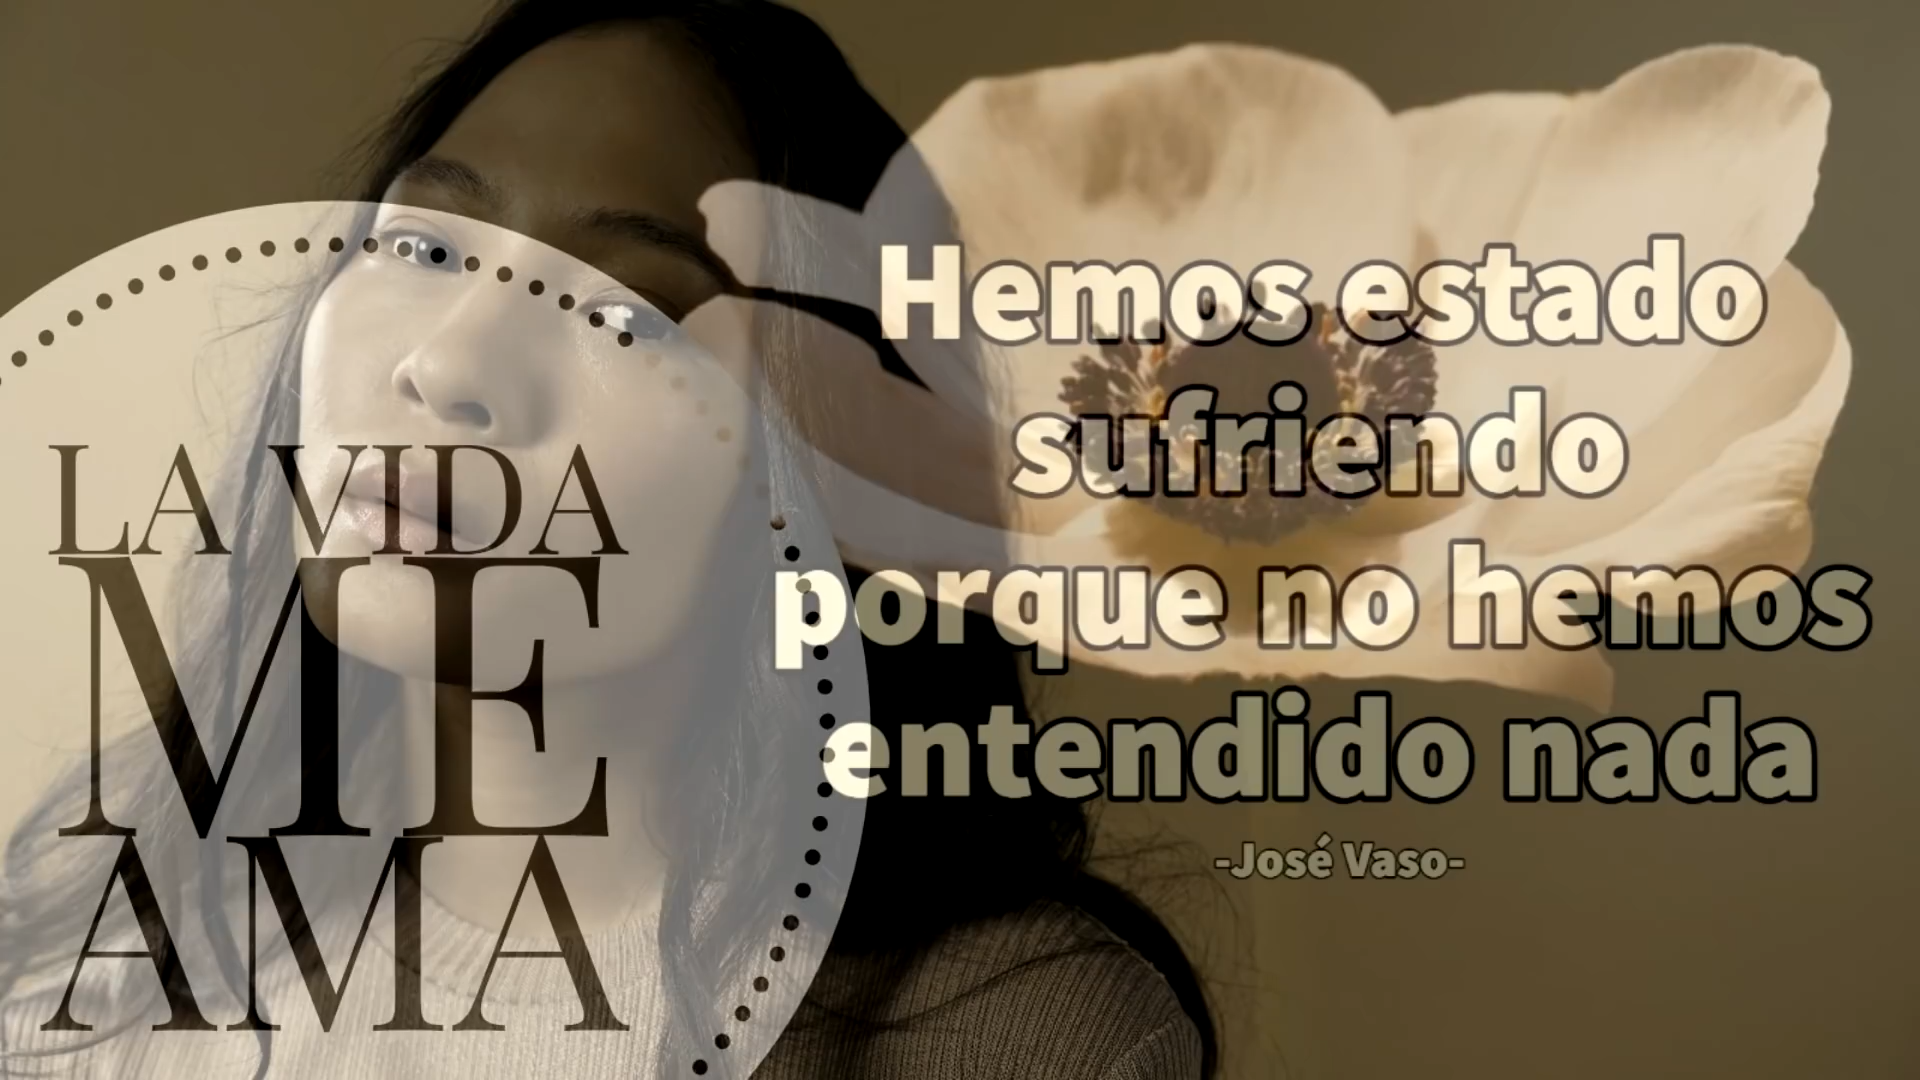 LA VIDA
ME
AMA
Hemos estado
sufriendo
porque no hemos
entendido nada
-José Vaso-